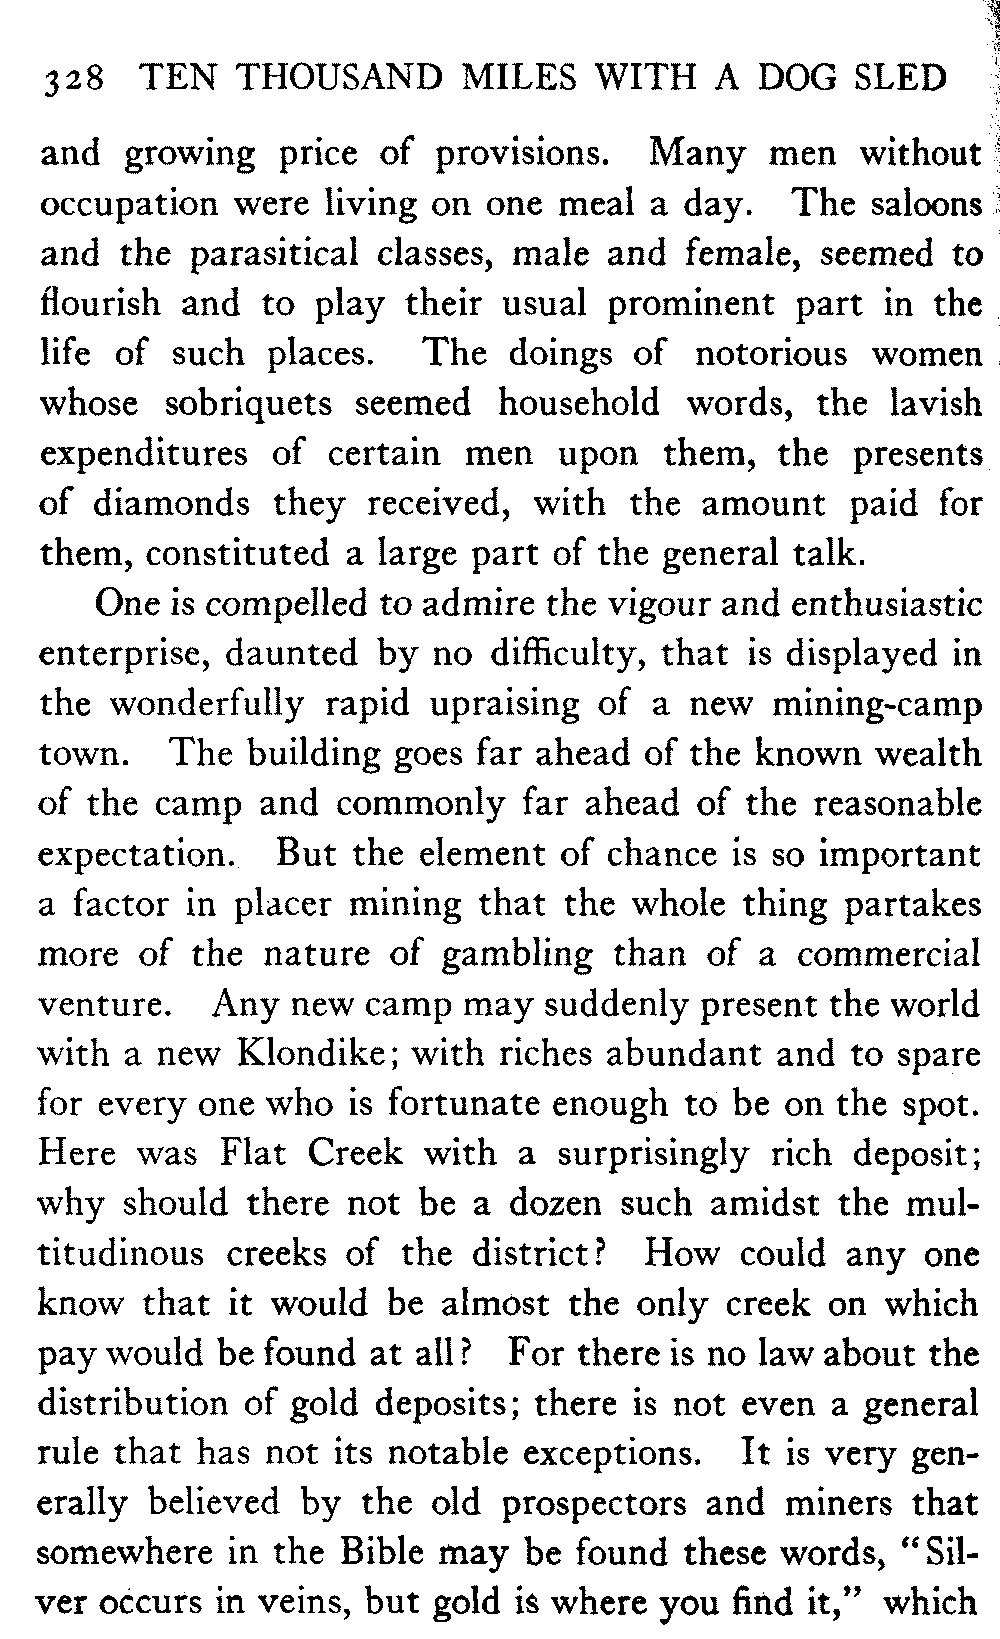 328 TEN THOUSAND MILES WITH A DOG SLED
and growing price of provisions. Many men without
occupation were living on one meal a day. The saloons
and the parasitical classes, male and female, seemed to
flourish and to play their usual prominent part in the
life of such places. The doings of notorious women
whose sobriquets seemed household words, the lavish
expenditures of certain men upon them, the presents
of diamonds they received, with the amount paid for
them, constituted a large part of the general talk.
One is compelled to admire the vigour and enthusiastic
enterprise, daunted by no difficulty, that is displayed in
the wonderfully rapid upraising of a new mining-camp
town. The building goes far ahead of the known wealth
of the camp and commonly far ahead of the reasonable
expectation. But the element of chance is so important
a factor in placer mining that the whole thing partakes
more of the nature of gambling than of a commercial
venture. Any new camp may suddenly present the world
with a new Klondike; with riches abundant and to spare
for every one who is fortunate enough to be on the spot.
Here was Flat Creek with a surprisingly rich deposit;
why should there not be a dozen such amidst the mul-
titudinous creeks of the district? How could any one
know that it would be almost the only creek on which
pay would be found at all? For there is no law about the
distribution of gold deposits; there is not even a general
rule that has not its notable exceptions. It is very gen-
erally believed by the old prospectors and miners that
somewhere in the Bible may be found these words, "Sil-
ver occurs in veins, but gold is where you find it," which